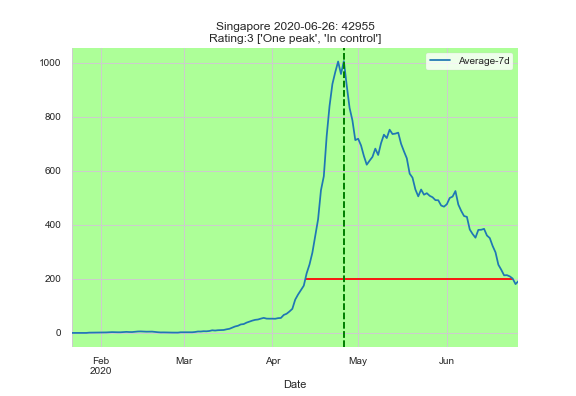 Singapore 2020-06-26: 42955
Rating:3 ['One peak', 'In control']
Average-7d
1000
800
600
400
200
0
Feb
2020
Mar
Apr
May
Jun
Date